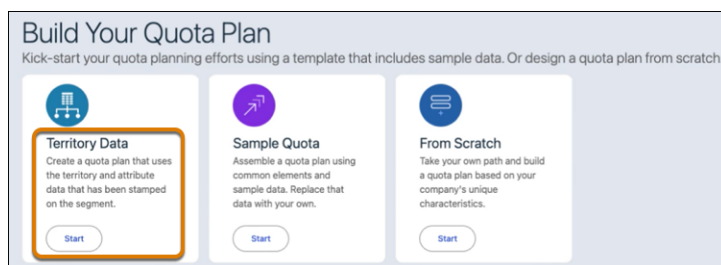 Build Your Quota Plan
Kick-start your quota planning efforts using a template that includes sample data. Or design a quota plan from scratch
Territory Data
Create a quota plan that uses
the territory and attribute
data that has been stamped
on the segment.
Start
Sample Quota
Assemble a quota plan using
common elements and
sample data. Replace that
data with your own.
Start
From Scratch
Take your own path and build
a quota plan based on your
company's unique
characteristics.
Start